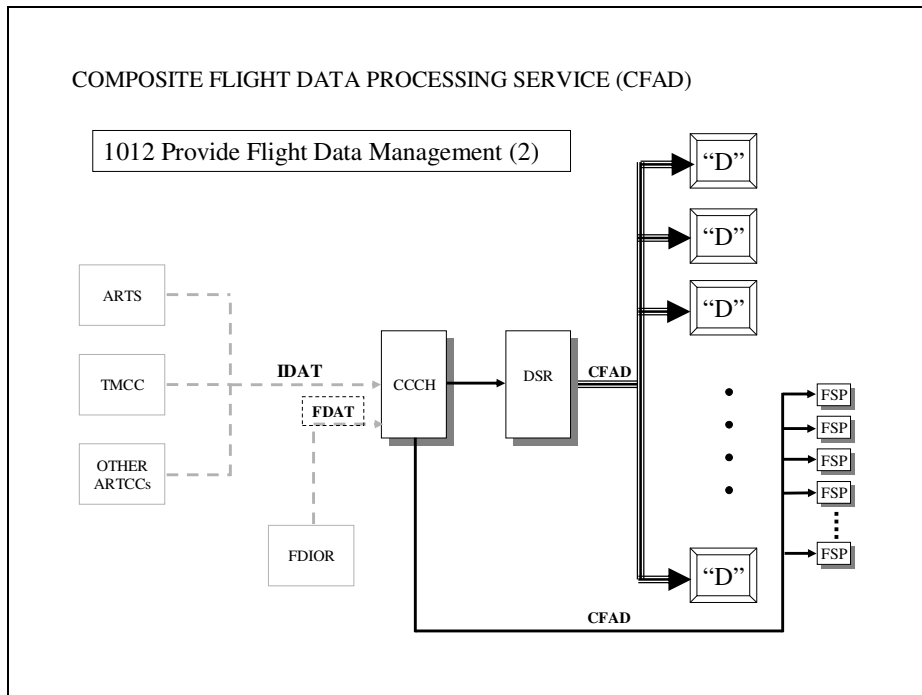 COMPOSITE FLIGHT DATA PROCESSING SERVICE (CFAD)
1012 Provide Flight Data Management (2)
“D”
“D”
“D”
ARTS
TMCC
OTHER
ARTCCs
IDAT
FDAT
FDIOR
CCCH
DSR
CFAD
FSP
FSP
FSP
FSP
FSP
“D”
CFAD